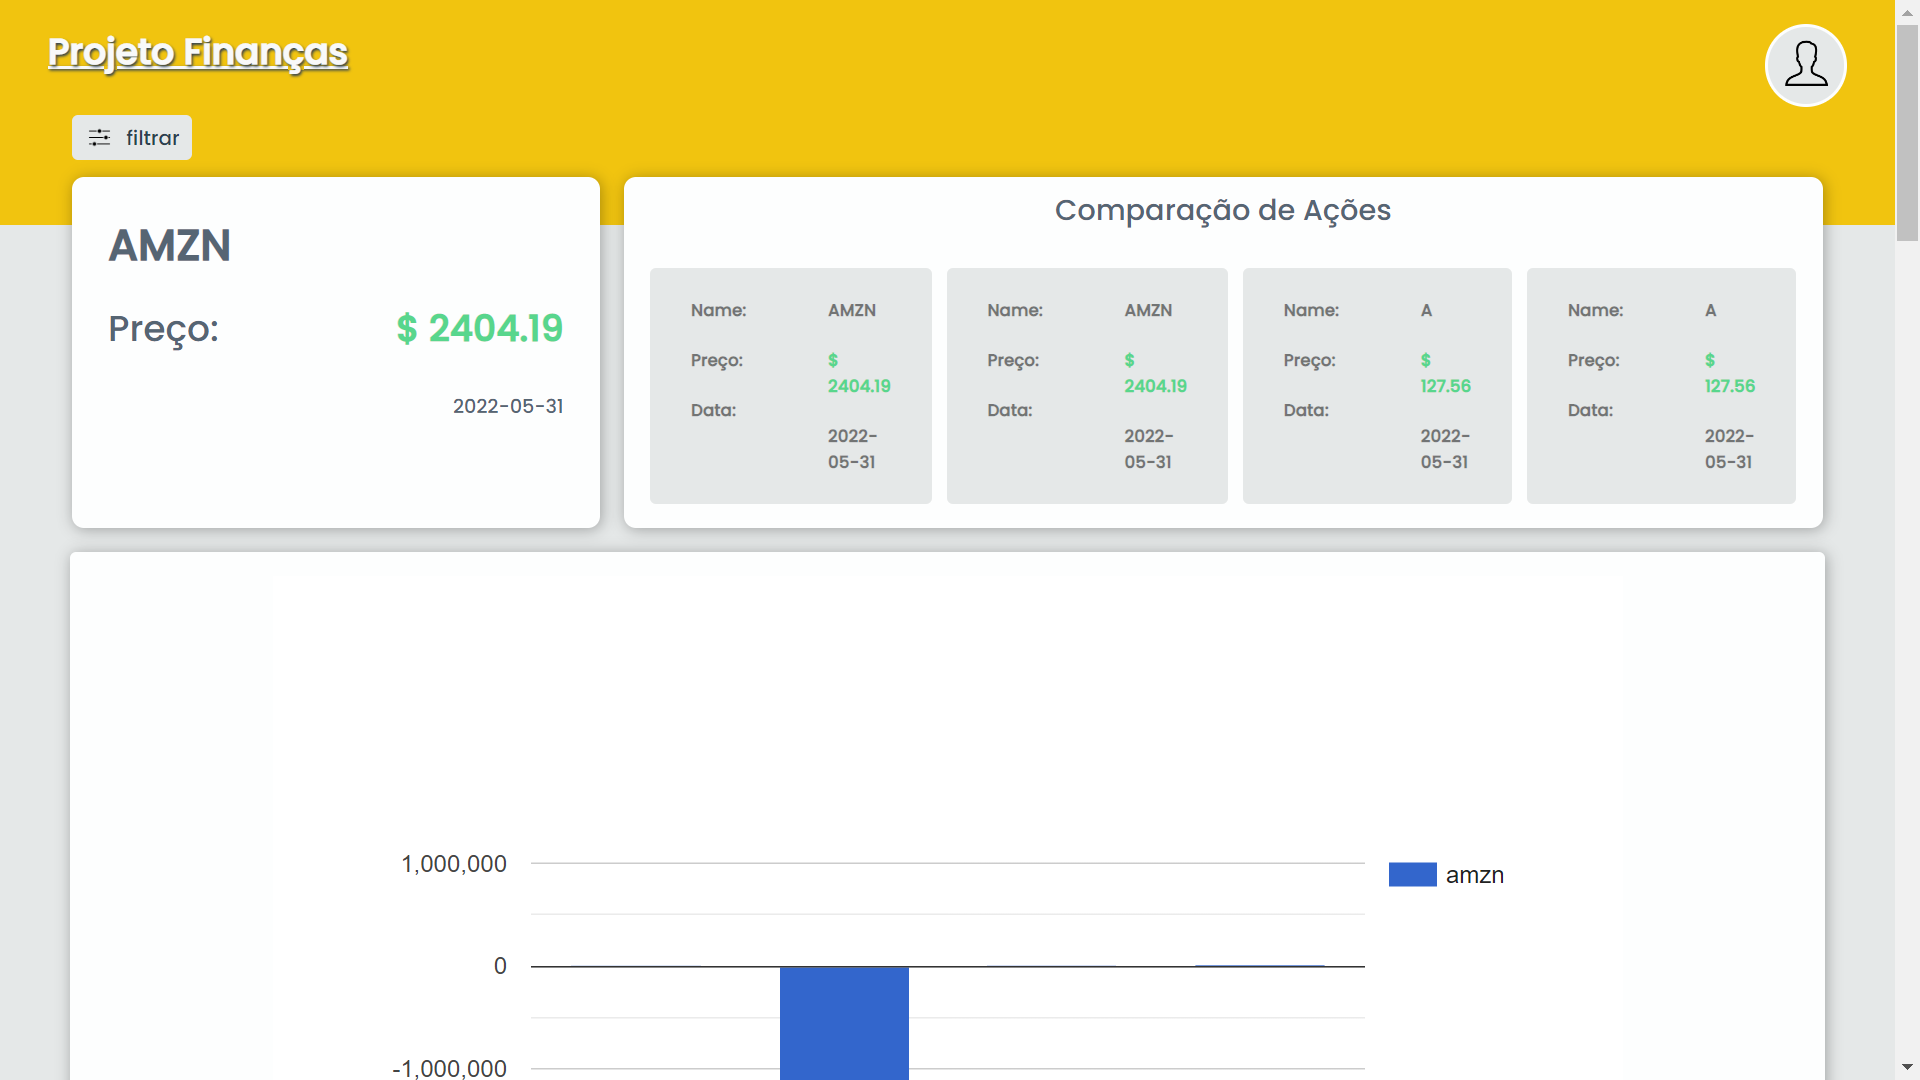 Projeto Finanças
filtrar
AMZN
Preço: $ 2404.19
2022-05-31
Comparação de Ações
Name: AMZN
Preço: $
2404.19
Data:
2022-
05-31
Name: AMZN
Preço: $
2404.19
Data:
2022-
05-31
Name: A
Preço: $
127.56
Data:
2022-
05-31
Name: A
Preço: $
127.56
Data:
2022-
05-31
1,000,000
amzn
0
-1,000,000